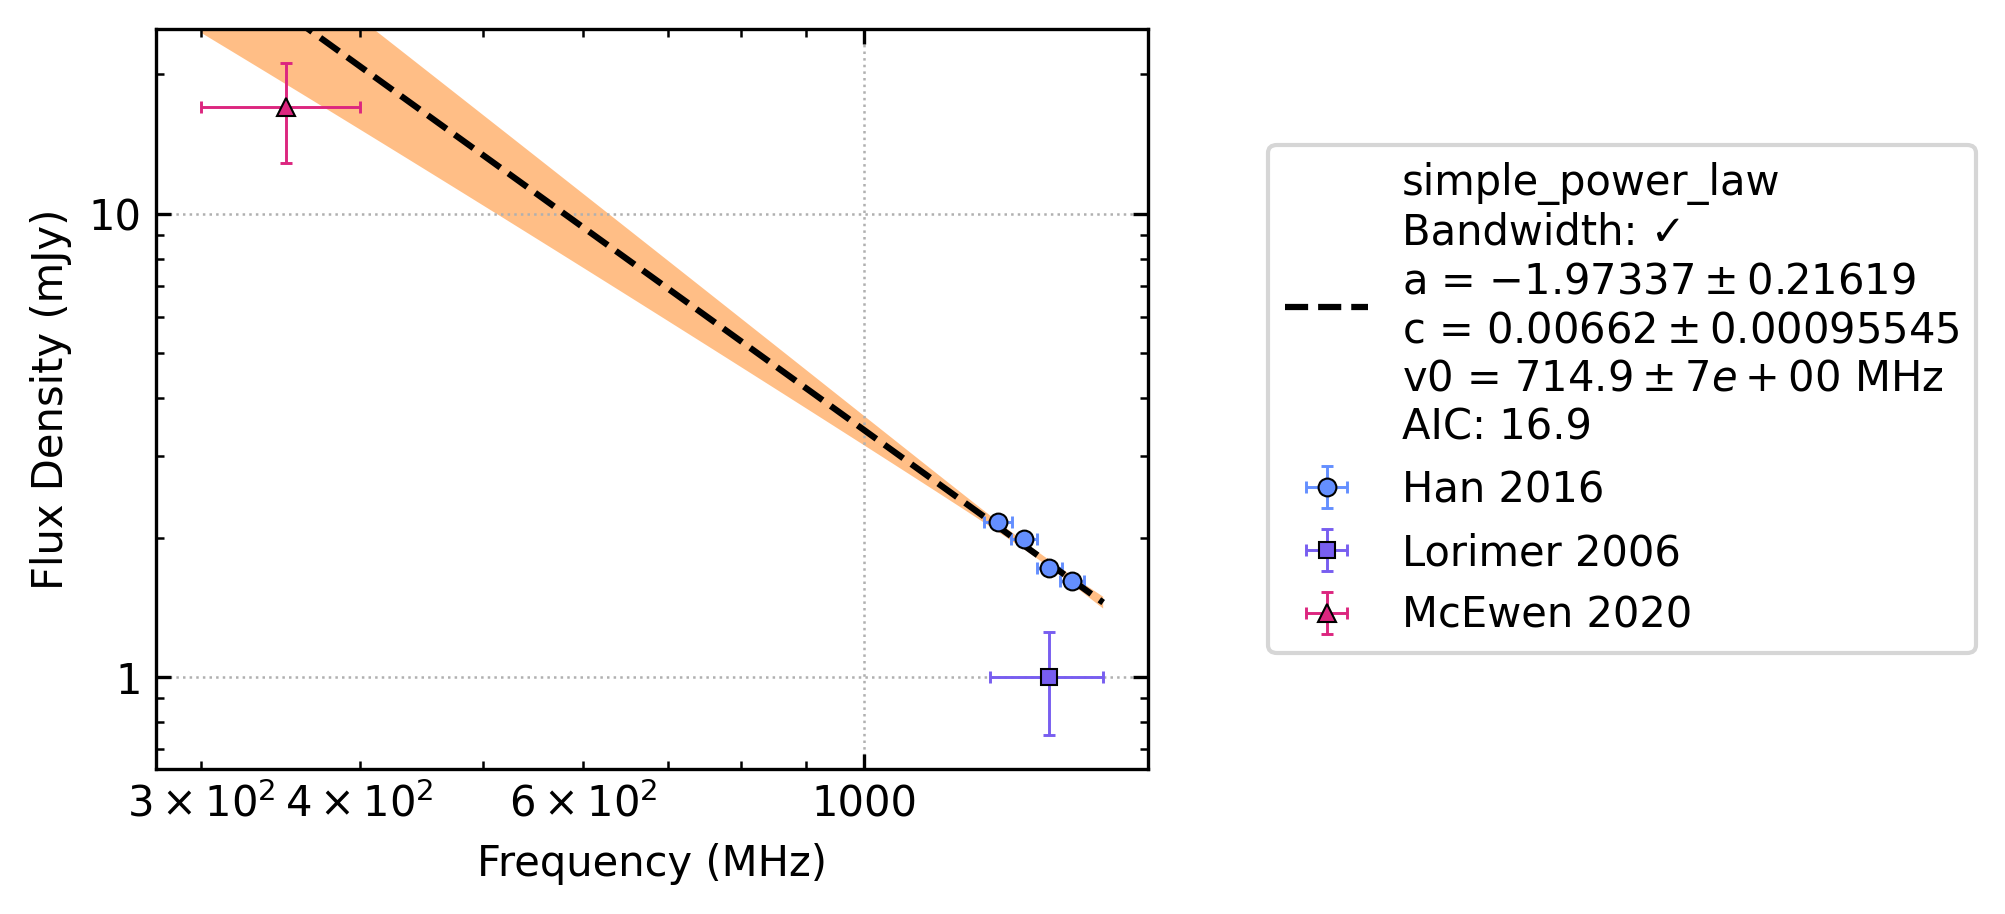 Flux Density (mJy)
10
1
3 × 10² 4 × 10² 6 × 10² 1000
Frequency (MHz)
simple_power_law
Bandwidth: ✓
a = −1.97337 ± 0.21619
c = 0.00662 ± 0.00095545
v0 = 714.9 ± 7e + 00 MHz
AIC: 16.9
Han 2016
Lorimer 2006
McEwen 2020